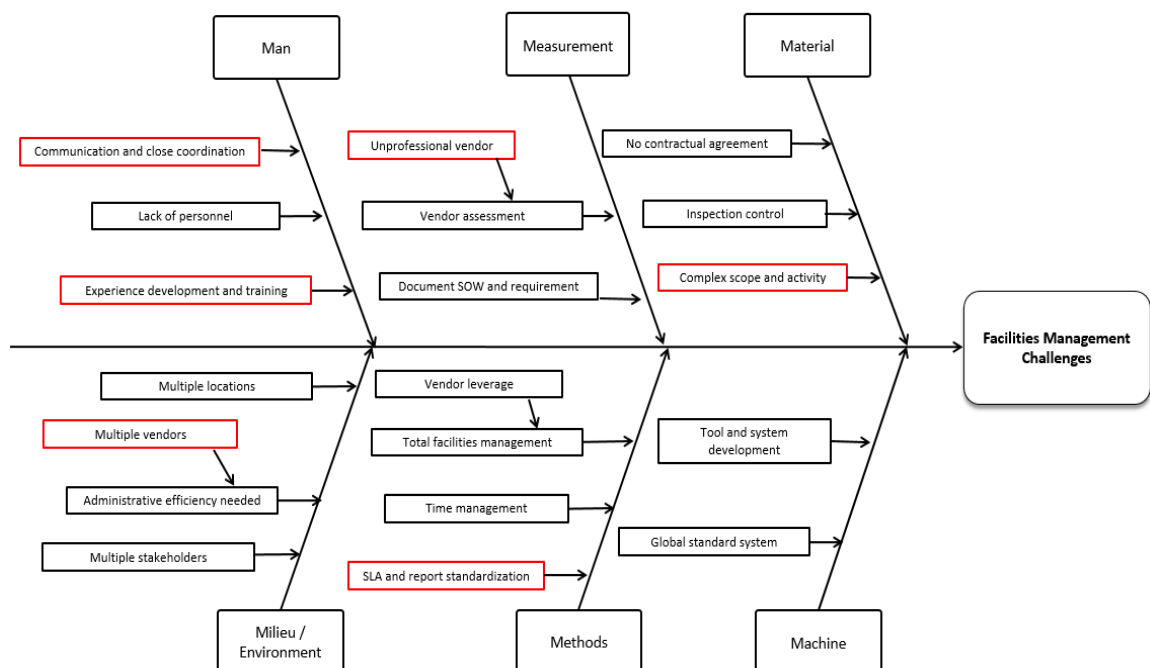 Man
Measurement
Material
Communication and close coordination
Unprofessional vendor
No contractual agreement
Lack of personnel
Vendor assessment
Inspection control
Experience development and training
Document SOW and requirement
Complex scope and activity
Facilities Management
Challenges
Multiple locations
Vendor leverage
Multiple vendors
Total facilities management
Tool and system
development
Administrative efficiency needed
Time management
Multiple stakeholders
Global standard system
SLA and report standardization
Milieu /
Environment
Methods
Machine